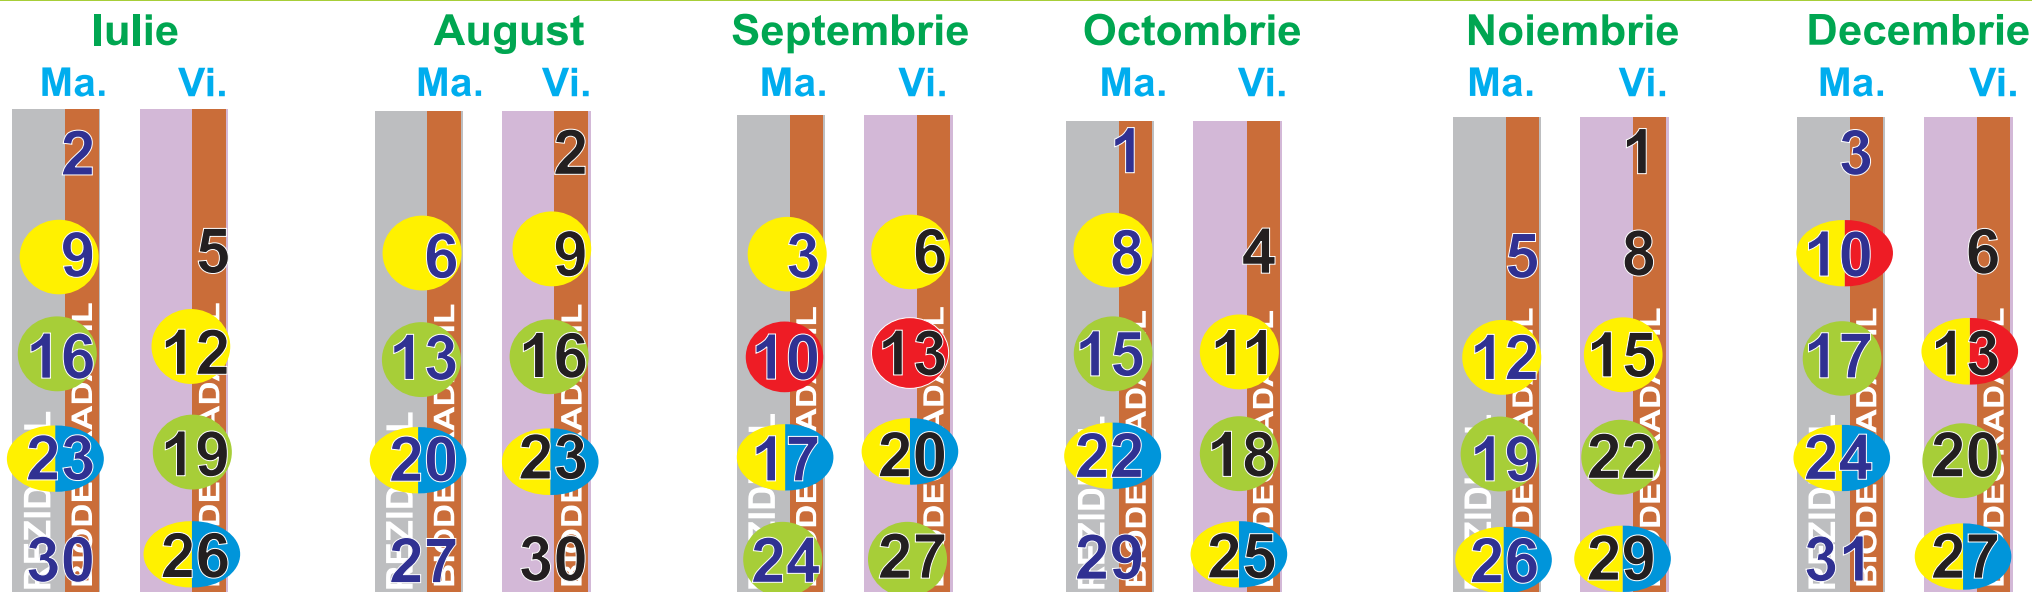 Iulie August Septembrie Octombrie Noiembrie Decembrie
Ma. Vi. Ma. Vi. Ma. Vi. Ma. Vi. Ma. Vi. Ma. Vi.
2 2 1 1 3
9 5 6 9 3 6 8 4 5 8 10 6
16 12 13 16 10 13 15 11 12 15 17 13
23 19 20 23 17 20 22 18 19 22 24 20
30 26 27 30 24 27 29 25 26 29 31 27